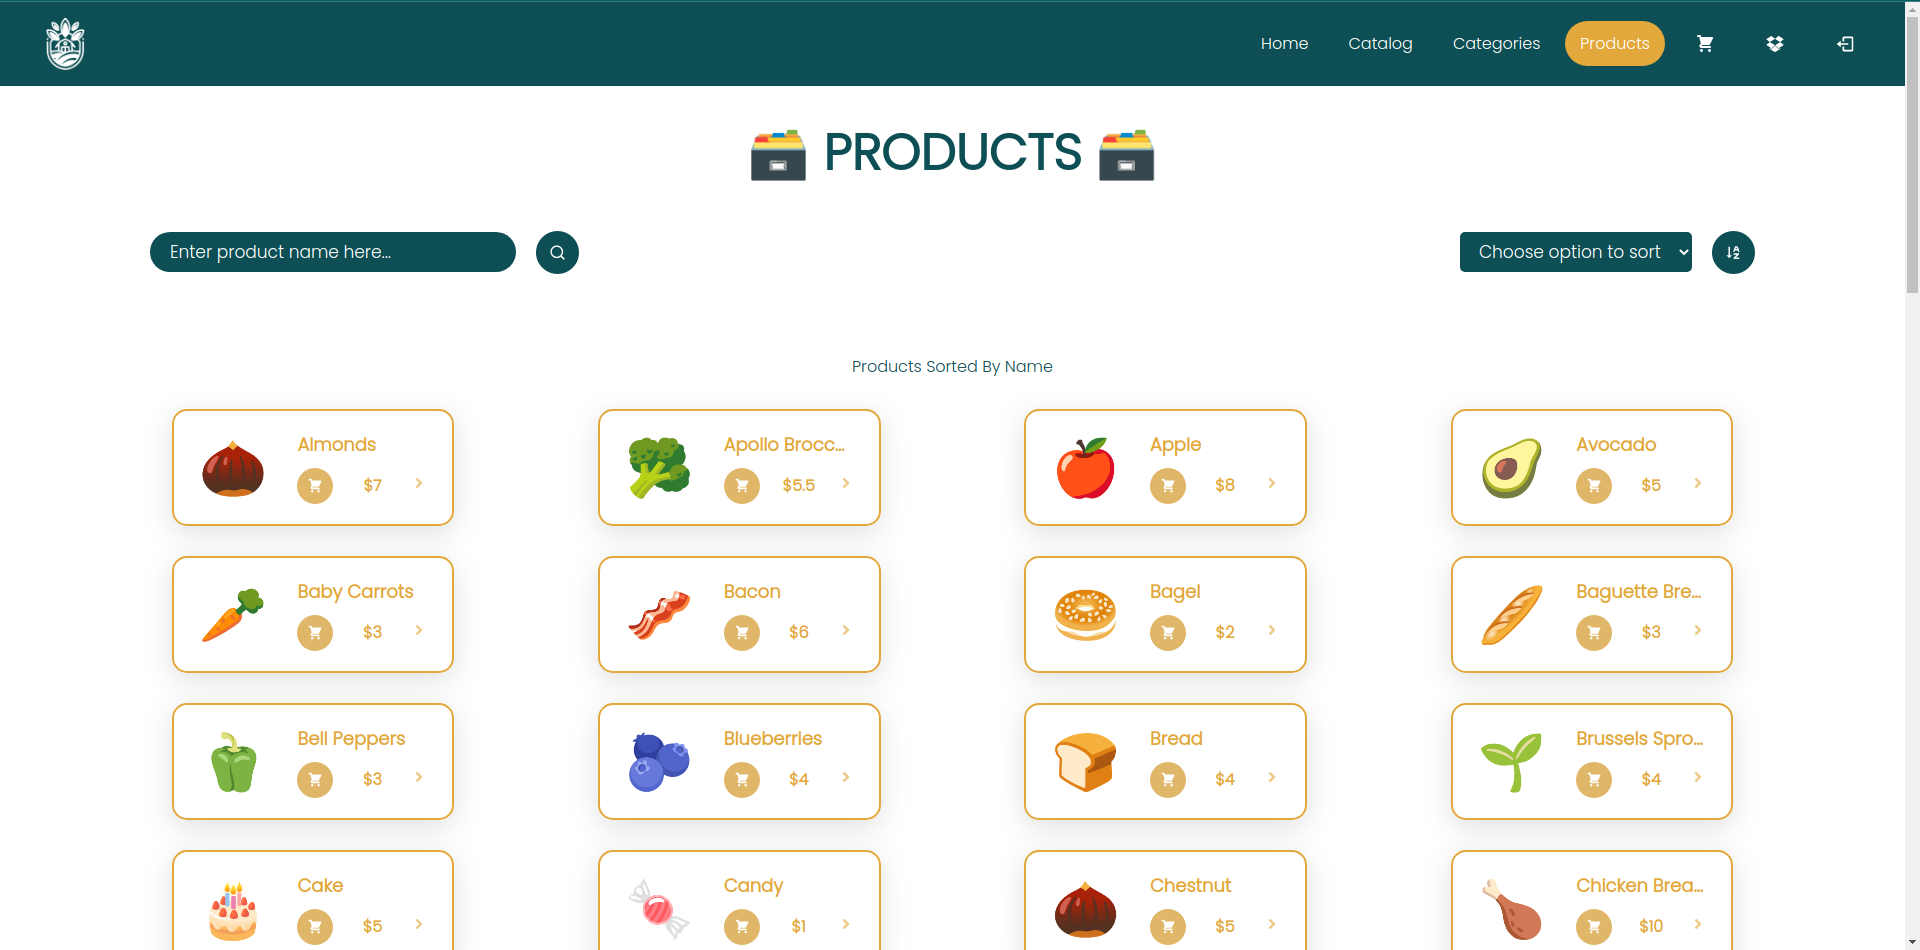 Home Catalog Categories Products
PRODUCTS
Enter product name here...
Choose option to sort
Products Sorted By Name
Almonds
$7
Apollo Brocc...
$5.5
Apple
$8
Avocado
$5
Baby Carrots
$3
Bacon
$6
Bagel
$2
Baguette Bre...
$3
Bell Peppers
$3
Blueberries
$4
Bread
$4
Brussels Spro...
$4
Cake
$5
Candy
$1
Chestnut
$5
Chicken Brea...
$10